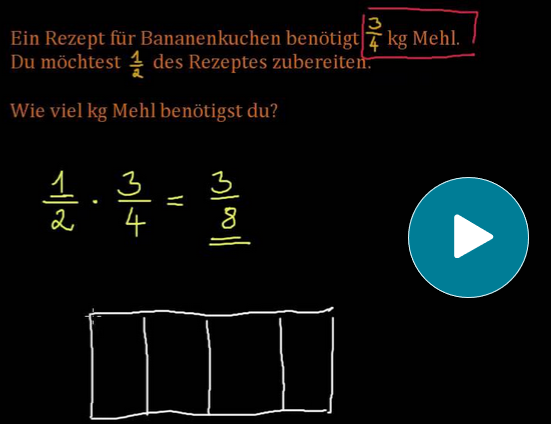 Ein Rezept für Bananenkuchen benötigt 3/4 kg Mehl.
Du möchtest 1/2 des Rezeptes zubereiten.
Wie viel kg Mehl benötigst du?
1/2 · 3/4 = 3/8